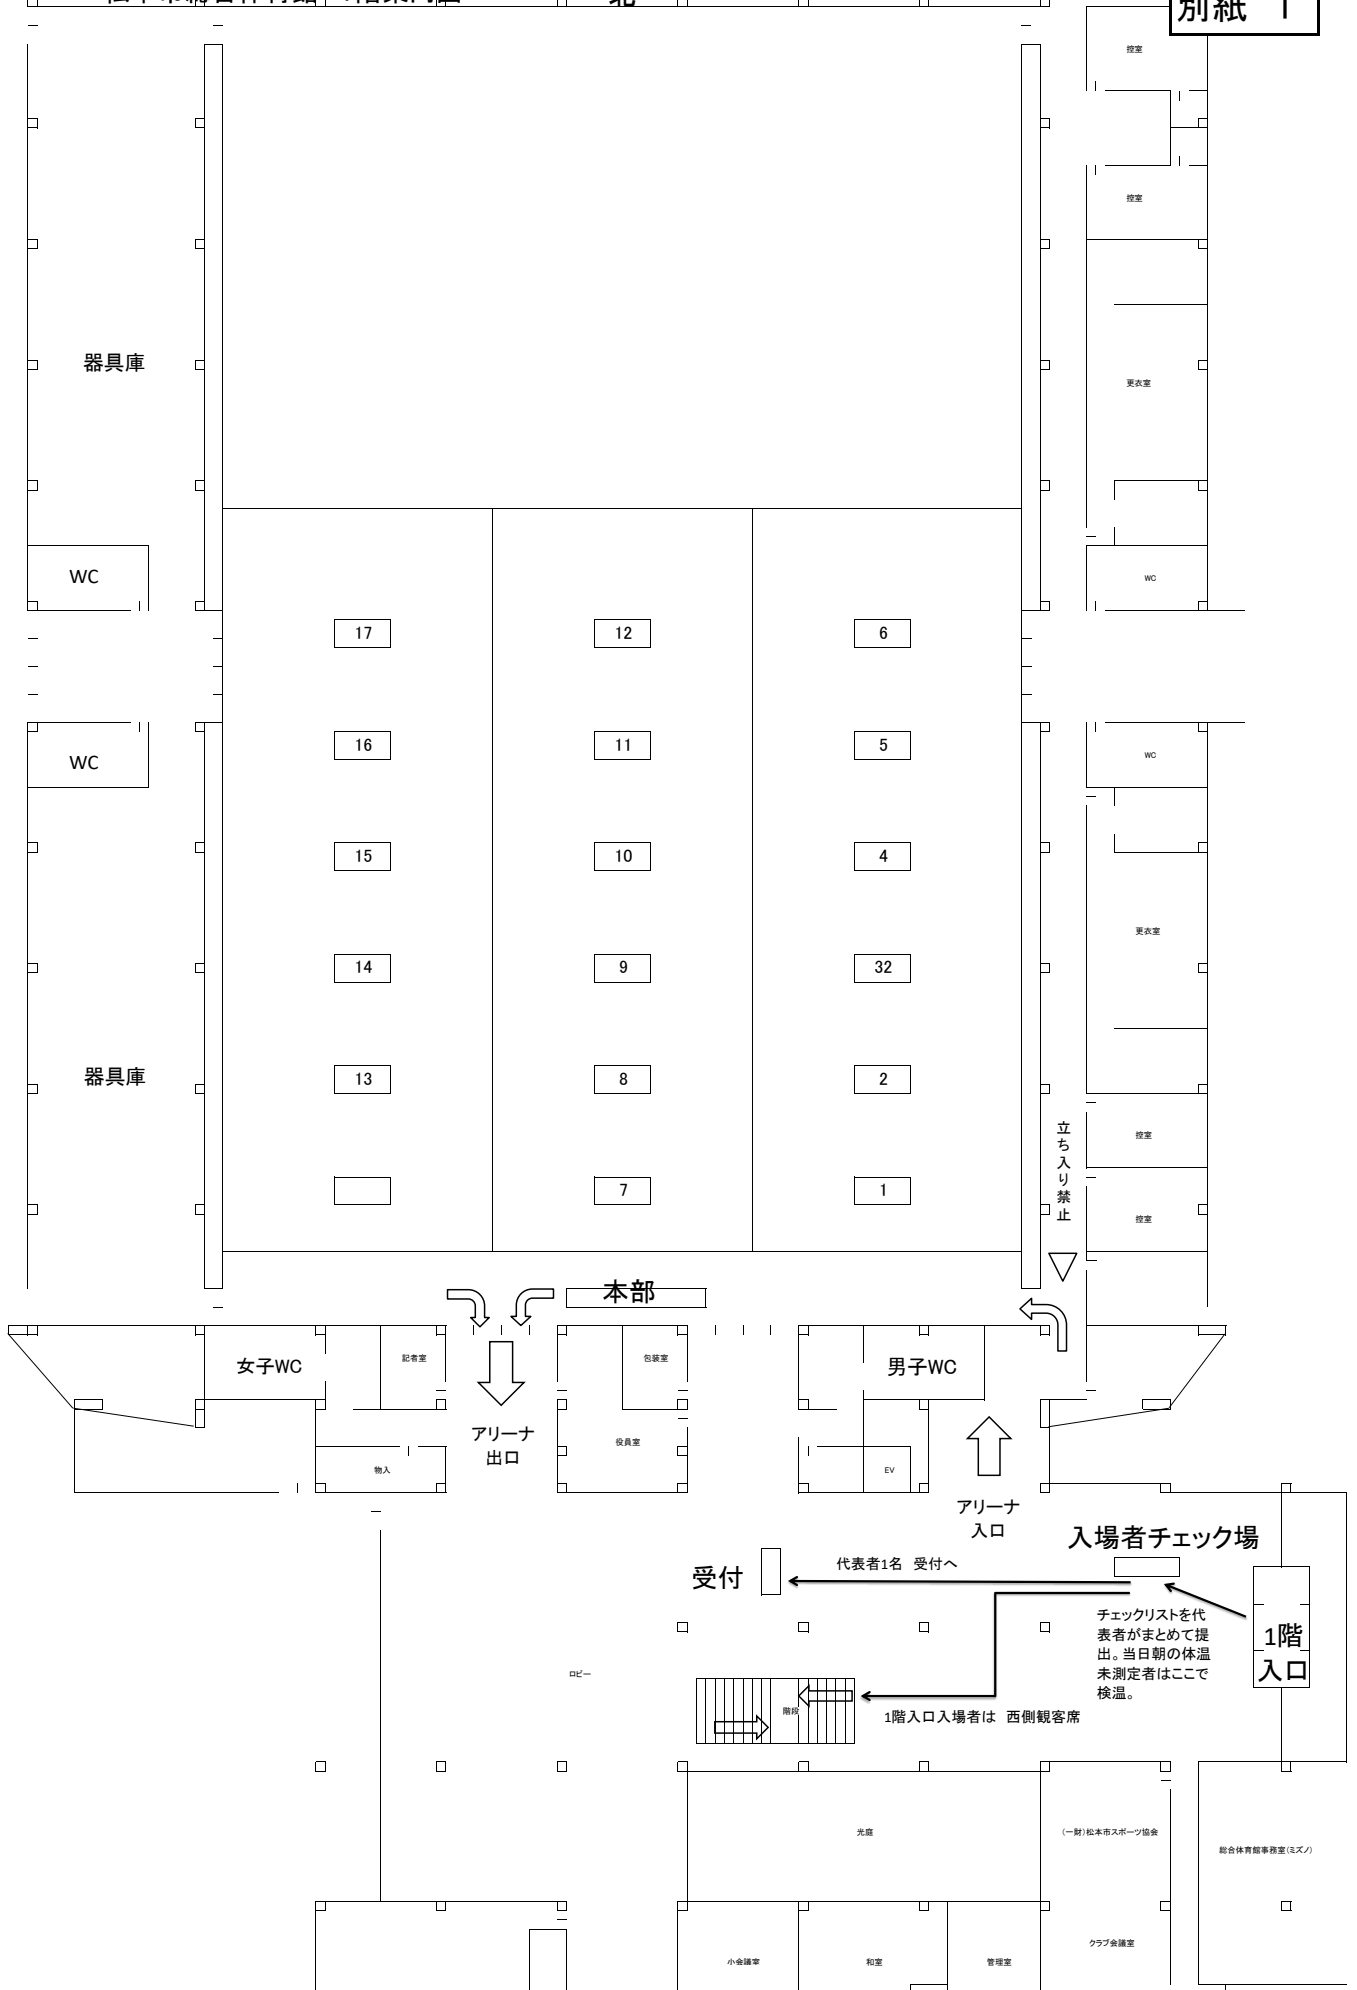 別紙 1
控室
控室
器具庫
更衣室
WC
WC
17
12
6
16
11
5
WC
WC
15
10
4
更衣室
14
9
32
器具庫
13
8
2
立ち入り禁止
控室
7
1
控室
本部
女子WC
記者室
包装室
男子WC
アリーナ
出口
役員室
物入
EV
アリーナ
入口
入場者チェック場
受付
代表者1名 受付へ
チェックリストを代
表者がまとめて提
出。当日朝の体温
未測定者はここで
検温。
1階
入口
ロビー
階段
1階入口入場者は 西側観客席
光庭
(一財)松本市スポーツ協会
総合体育館事務室(ミズノ)
クラブ会議室
小会議室
和室
管理室